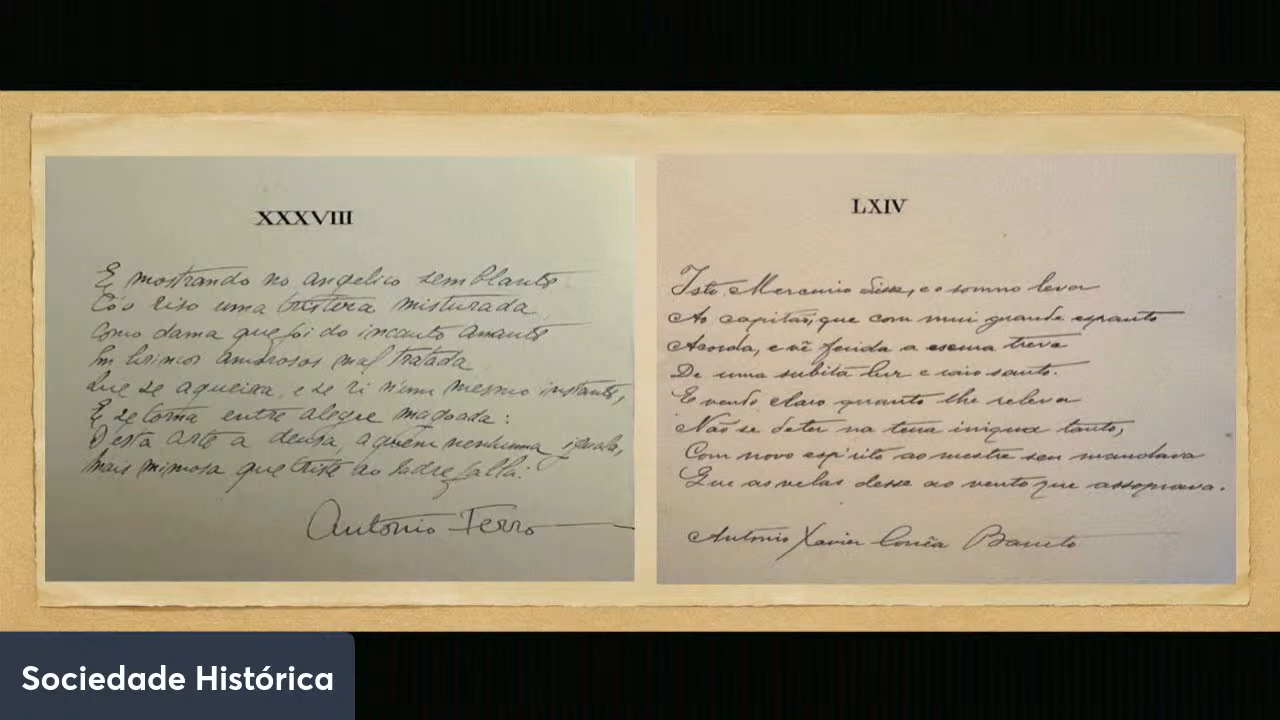 XXXVIII
E mostrando no angelico semblante
Co'o riso uma tristeza misturada
Como dama que foi do incauto amante
Em brincos amorosos mal tratada
Que se aqueixa, e se ri n'um mesmo instante,
E se torna entre alegre magoada:
D'esta arte a deusa, a quem nenhuma iguala,
Mais mimosa que triste ao Padre falla:
António Ferro
LXIV
Isto Mercurio disse, e o somno leva
Ao capitão, que com mui grande espanto
Acorda, e vê ferida a escura treva
De uma subita luz e raio santo.
E vendo claro quanto lhe releva
Não se deter na terra iniqua tanto,
Com novo espirito ao mestre seu mandava
Que as velas desse ao vento que assoprava.
Antonio Xavier Corrêa Barreto
Sociedade Histórica